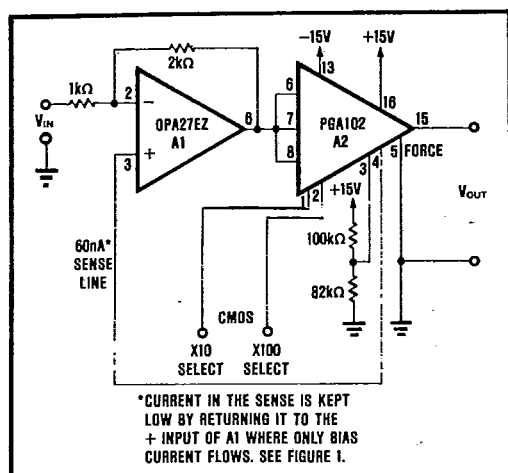 −15V
+15V
2kΩ
13
1kΩ
2
−
6
16
15
VIN
OPA27EZ
A1
6
7
PGA102
A2
+
3
8
5
FORCE
3
4
1
2
+15V
VOUT
60nA*
SENSE
LINE
100kΩ
82kΩ
CMOS
X10
SELECT
X100
SELECT
*CURRENT IN THE SENSE IS KEPT
LOW BY RETURNING IT TO THE
+ INPUT OF A1 WHERE ONLY BIAS
CURRENT FLOWS. SEE FIGURE 1.